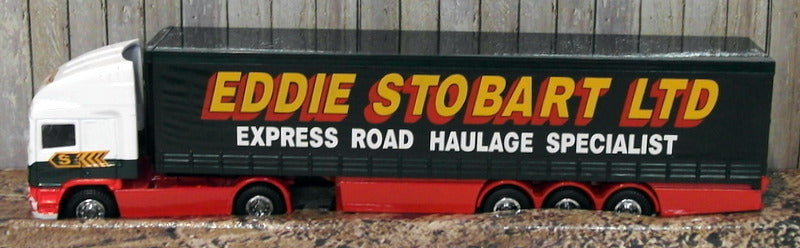 EDDIE STOBART LTD
EXPRESS ROAD HAULAGE SPECIALIST
S